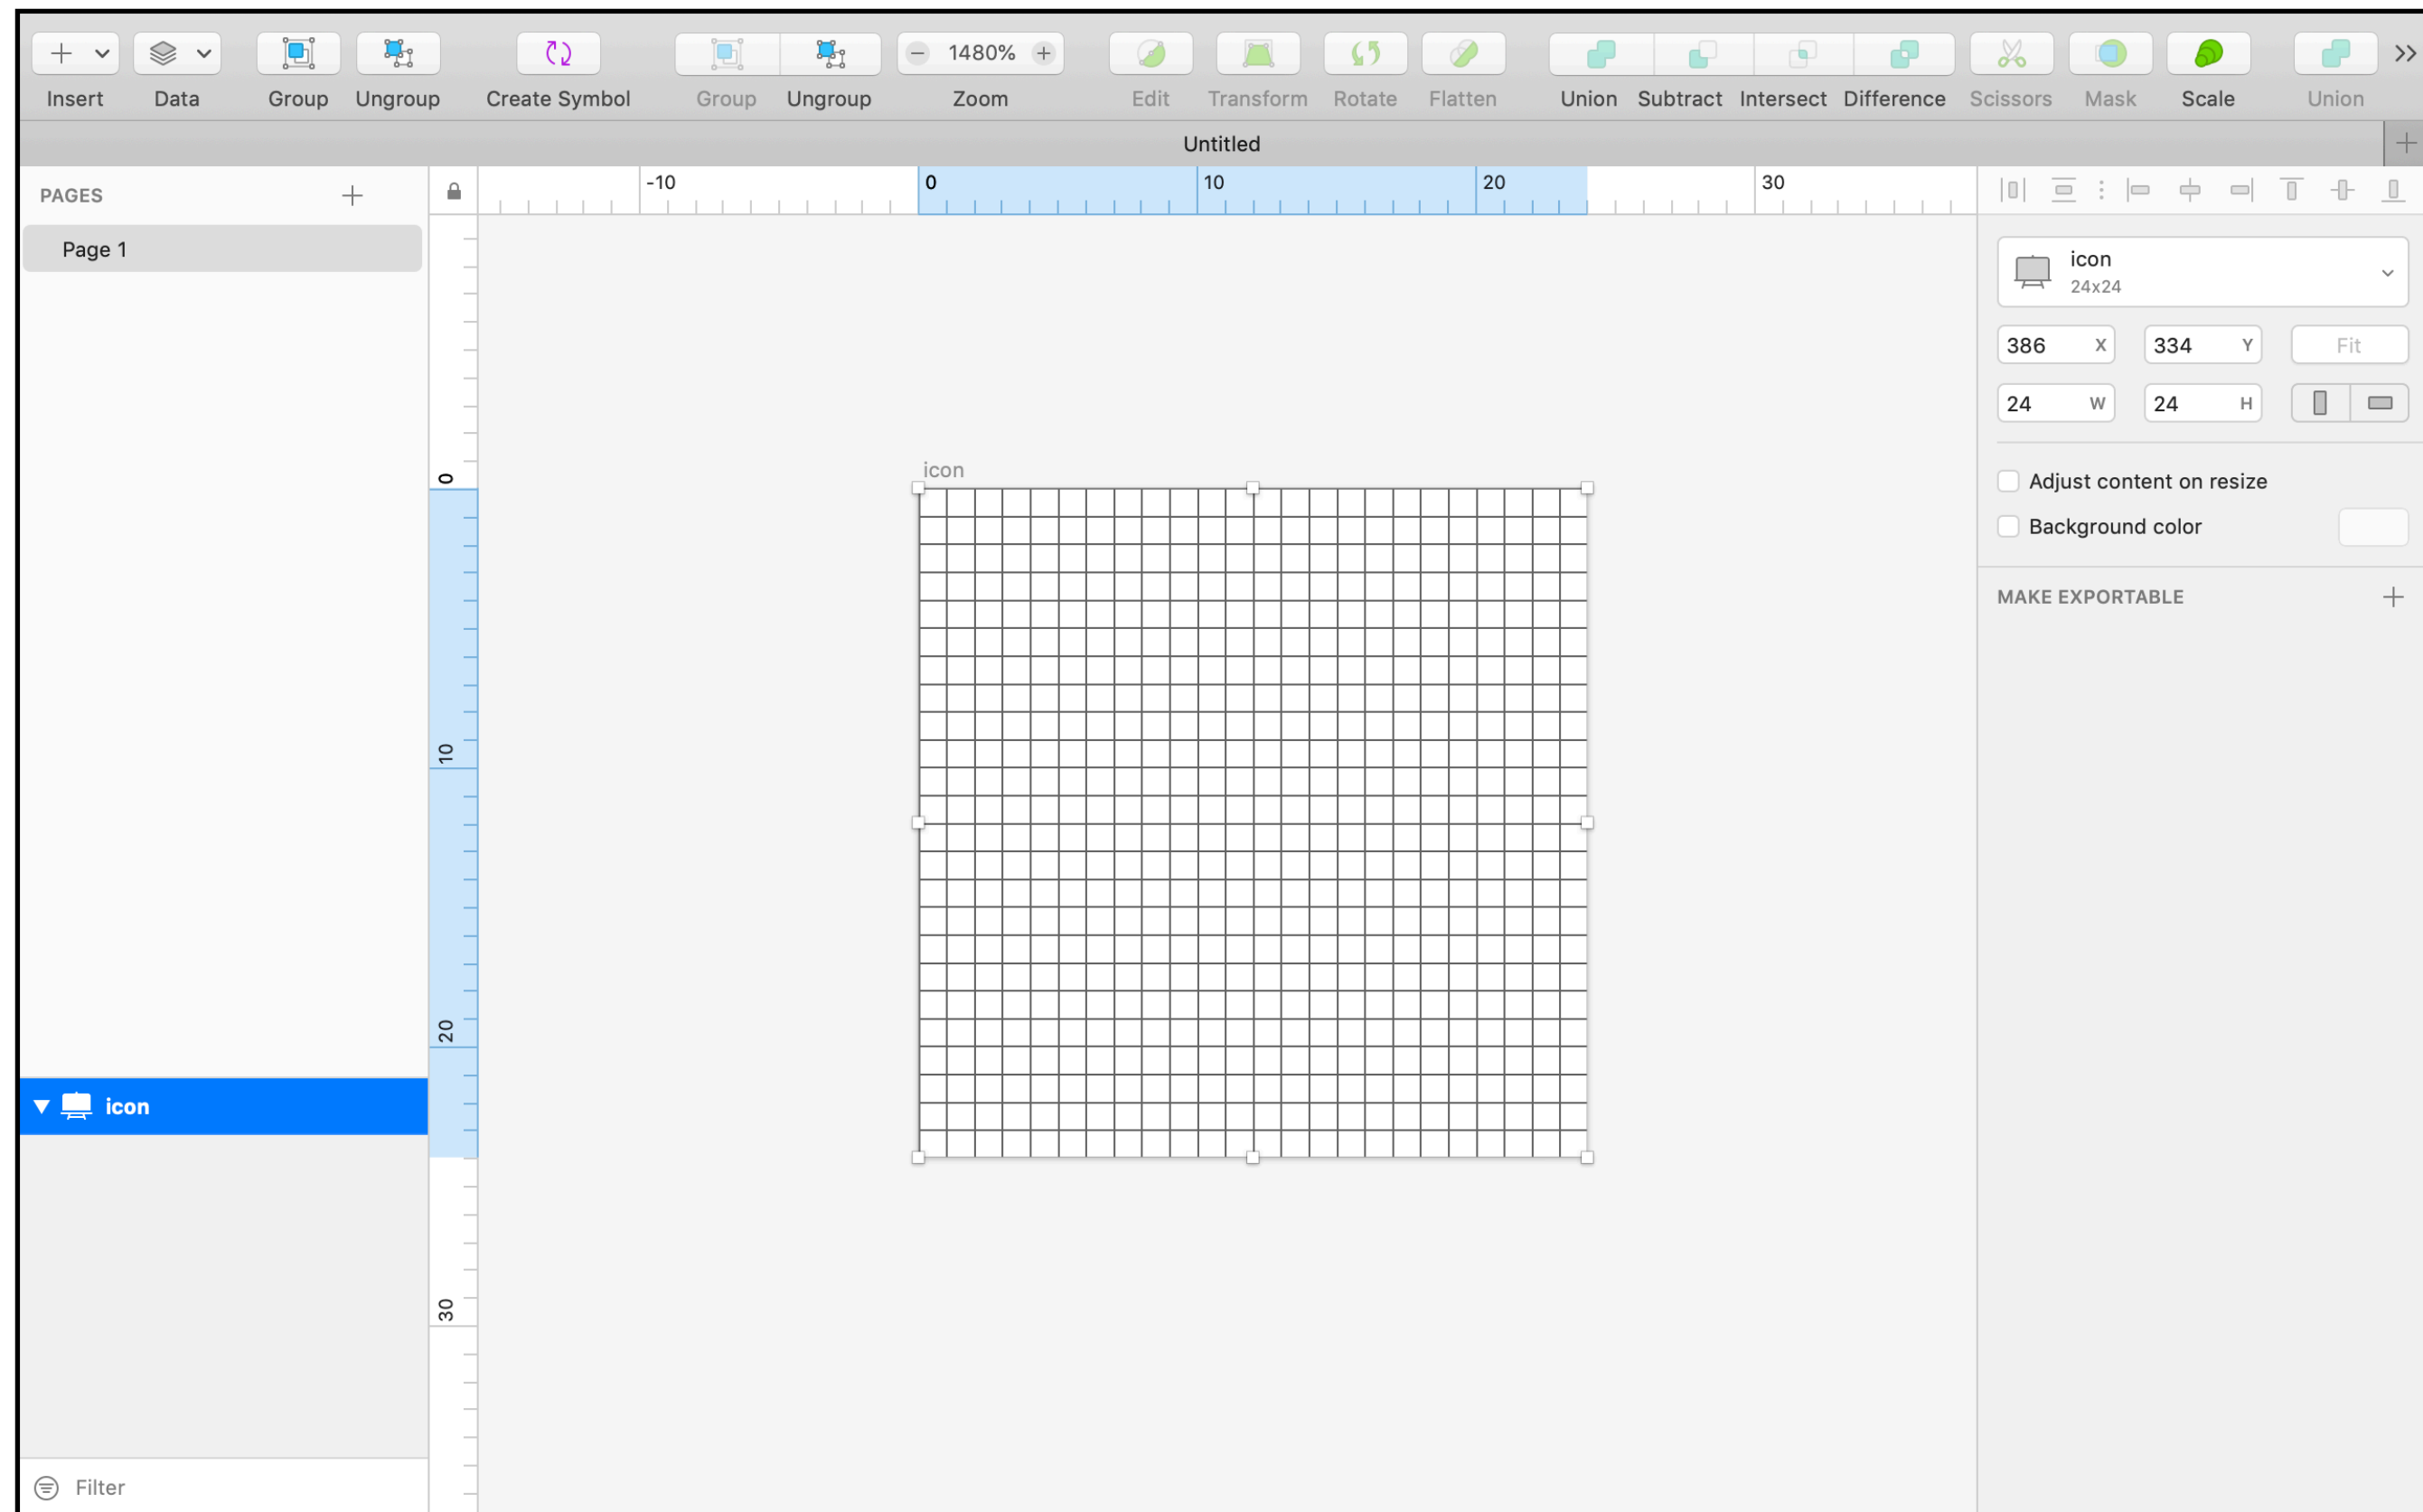 1480%
Insert Data Group Ungroup Create Symbol Group Ungroup Zoom Edit Transform Rotate Flatten Union Subtract Intersect Difference Scissors Mask Scale Union
Untitled
PAGES
Page 1
-10 0 10 20 30
0
10
20
30
icon
icon
24x24
386 X 334 Y Fit
24 W 24 H
Adjust content on resize
Background color
MAKE EXPORTABLE
icon
Filter